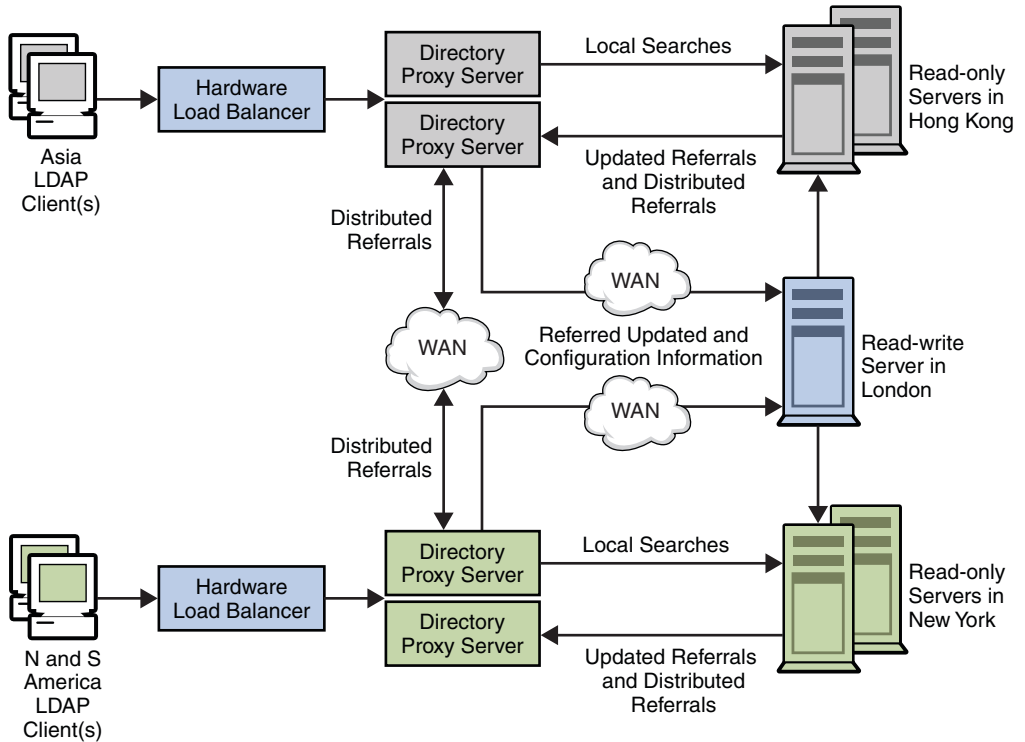 Directory
Proxy Server
Local Searches
Hardware
Load Balancer
Read-only
Servers in
Hong Kong
Directory
Proxy Server
Asia
LDAP
Client(s)
Updated Referrals
and Distributed
Referrals
Distributed
Referrals
WAN
WAN
Referred Updated and
Configuration Information
Read-write
Server in
London
WAN
Distributed
Referrals
Directory
Proxy Server
Local Searches
Hardware
Load Balancer
Read-only
Servers in
New York
Directory
Proxy Server
N and S
America
LDAP
Client(s)
Updated Referrals
and Distributed
Referrals